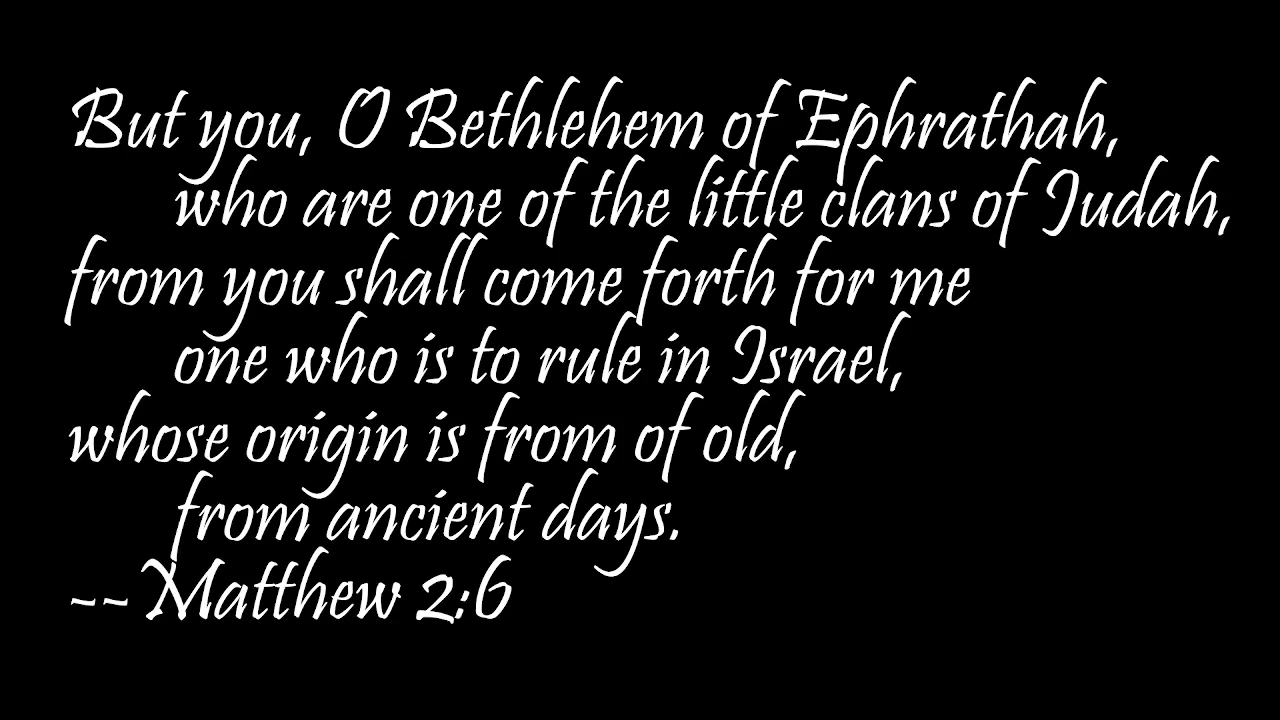 But you, O Bethlehem of Ephrathah,
who are one of the little clans of Judah,
from you shall come forth for me
one who is to rule in Israel,
whose origin is from of old,
from ancient days.
-- Matthew 2:6